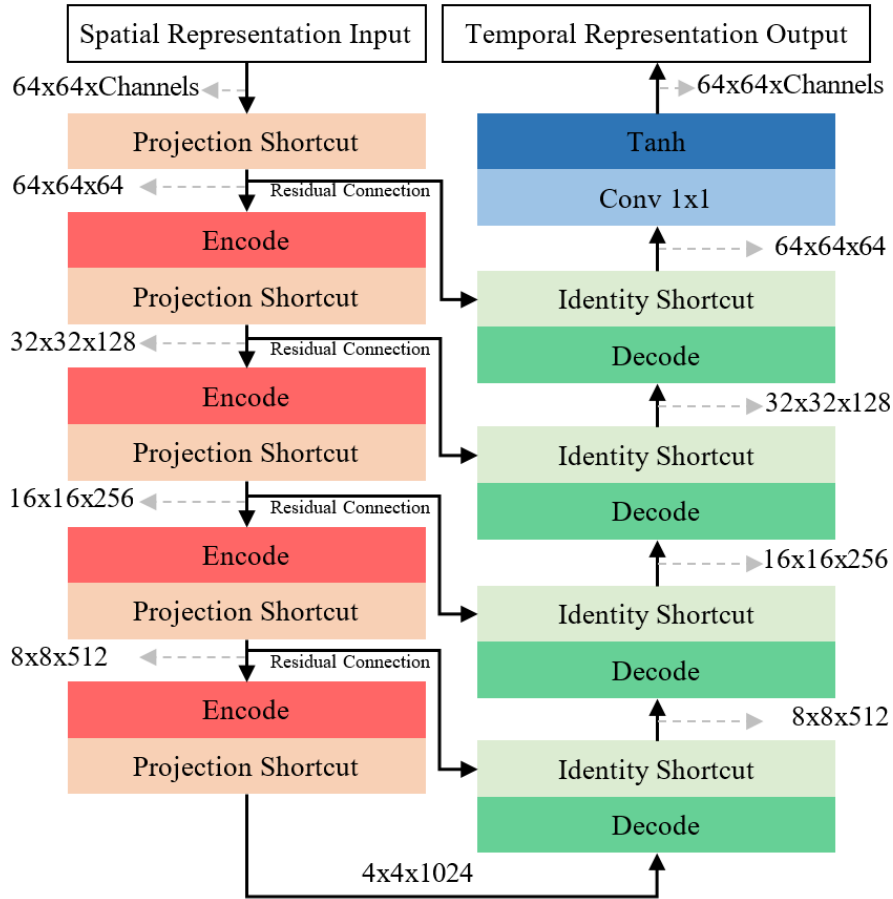 Spatial Representation Input
64x64xChannels
Projection Shortcut
64x64x64
Residual Connection
Encode
Projection Shortcut
32x32x128
Residual Connection
Encode
Projection Shortcut
16x16x256
Residual Connection
Encode
Projection Shortcut
8x8x512
Residual Connection
Encode
Projection Shortcut
4x4x1024
Temporal Representation Output
64x64xChannels
Tanh
Conv 1x1
64x64x64
Identity Shortcut
Decode
32x32x128
Identity Shortcut
Decode
16x16x256
Identity Shortcut
Decode
8x8x512
Identity Shortcut
Decode